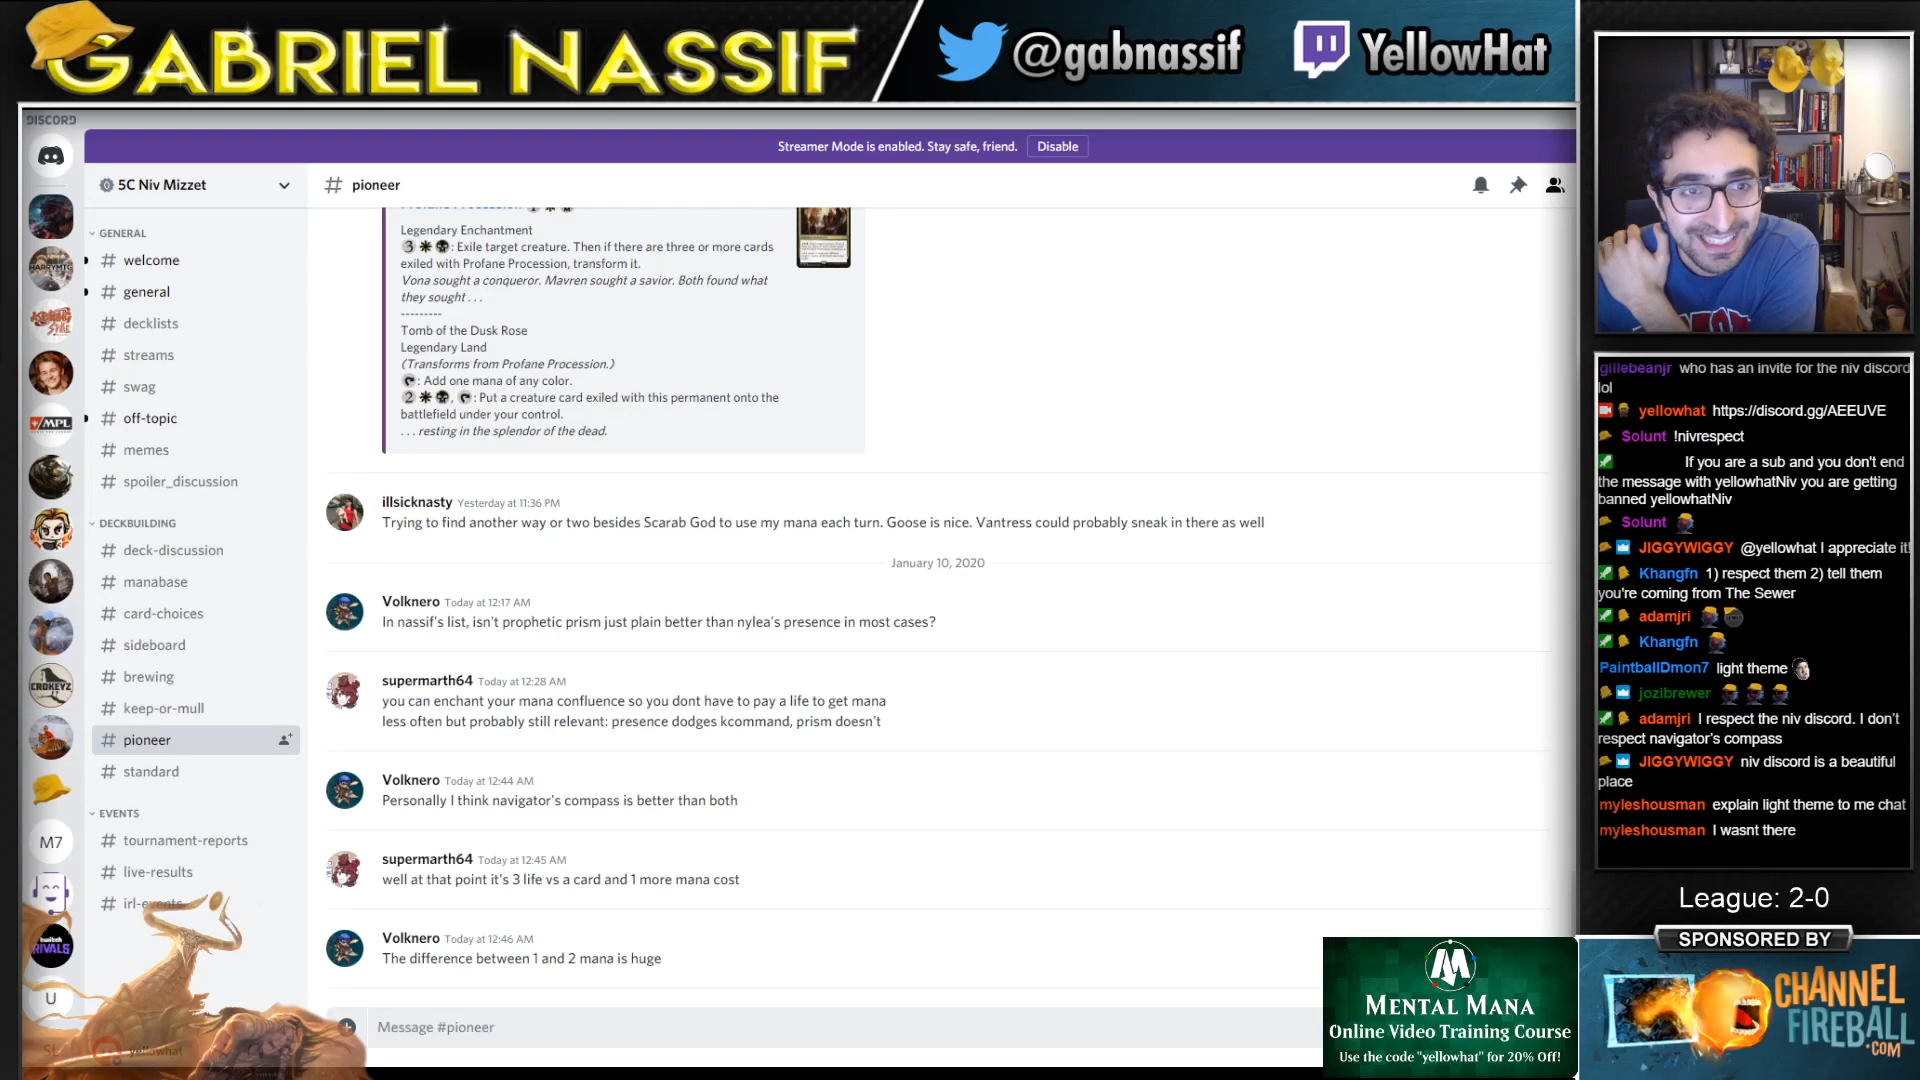 GABRIEL NASSIF
@gabnassif
YellowHat
DISCORD
Streamer Mode is enabled. Stay safe, friend.
Disable
5C Niv Mizzet
# pioneer
GENERAL
# welcome
# general
# decklists
# streams
# swag
# off-topic
# memes
# spoiler_discussion
DECKBUILDING
# deck-discussion
# manabase
# card-choices
# sideboard
# brewing
# keep-or-mull
# pioneer
# standard
EVENTS
# tournament-reports
# live-results
# irl-events
HARRYMTG
MPL
CROKEYZ
M7
twitch
RIVALS
U
yellowhat
Profane Procession
Legendary Enchantment
3 : Exile target creature. Then if there are three or more cards
exiled with Profane Procession, transform it.
Vona sought a conqueror. Mavren sought a savior. Both found what
they sought . . .
---------
Tomb of the Dusk Rose
Legendary Land
(Transforms from Profane Procession.)
: Add one mana of any color.
2 , : Put a creature card exiled with this permanent onto the
battlefield under your control.
. . . resting in the splendor of the dead.
illsicknasty Yesterday at 11:36 PM
Trying to find another way or two besides Scarab God to use my mana each turn. Goose is nice. Vantress could probably sneak in there as well
January 10, 2020
Volknero Today at 12:17 AM
In nassif's list, isn't prophetic prism just plain better than nylea's presence in most cases?
supermarth64 Today at 12:28 AM
you can enchant your mana confluence so you dont have to pay a life to get mana
less often but probably still relevant: presence dodges kcommand, prism doesn't
Volknero Today at 12:44 AM
Personally I think navigator's compass is better than both
supermarth64 Today at 12:45 AM
well at that point it's 3 life vs a card and 1 more mana cost
Volknero Today at 12:46 AM
The difference between 1 and 2 mana is huge
Message #pioneer
gillebeanjr who has an invite for the niv discord
lol
yellowhat https://discord.gg/AEEUVE
Solunt !nivrespect
If you are a sub and you don't end
the message with yellowhatNiv you are getting
banned yellowhatNiv
Solunt
JIGGYWIGGY @yellowhat I appreciate it!
Khangfn 1) respect them 2) tell them
you're coming from The Sewer
adamjri
Khangfn
PaintballDmon7 light theme
jozibrewer
adamjri I respect the niv discord. I don't
respect navigator's compass
JIGGYWIGGY niv discord is a beautiful
place
myleshousman explain light theme to me chat
myleshousman I wasnt there
League: 2-0
SPONSORED BY
CHANNEL
FIREBALL
.COM
MENTAL MANA
Online Video Training Course
Use the code "yellowhat" for 20% Off!